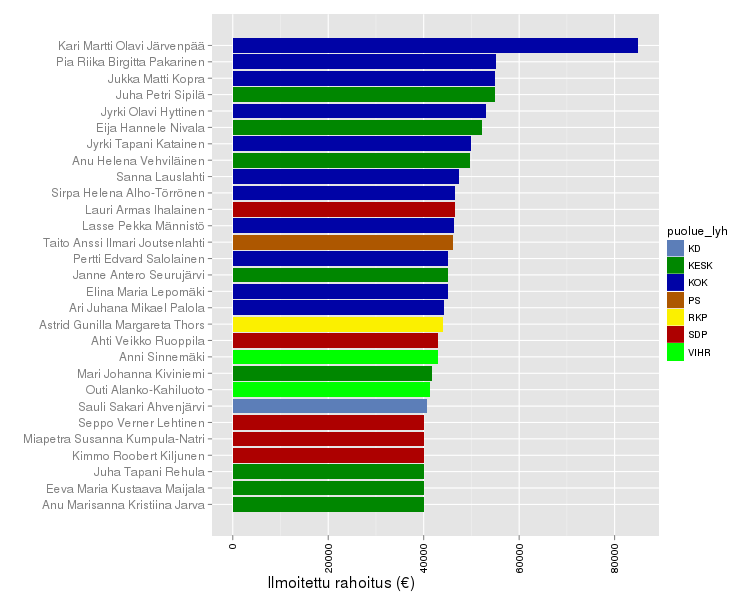 Kari Martti Olavi Järvenpää
Pia Riika Birgitta Pakarinen
Jukka Matti Kopra
Juha Petri Sipilä
Jyrki Olavi Hyttinen
Eija Hannele Nivala
Jyrki Tapani Katainen
Anu Helena Vehviläinen
Sanna Lauslahti
Sirpa Helena Alho-Törrönen
Lauri Armas Ihalainen
Lasse Pekka Männistö
Taito Anssi Ilmari Joutsenlahti
Pertti Edvard Salolainen
Janne Antero Seurujärvi
Elina Maria Lepomäki
Ari Juhana Mikael Palola
Astrid Gunilla Margareta Thors
Ahti Veikko Ruoppila
Anni Sinnemäki
Mari Johanna Kiviniemi
Outi Alanko-Kahiluoto
Sauli Sakari Ahvenjärvi
Seppo Verner Lehtinen
Miapetra Susanna Kumpula-Natri
Kimmo Roobert Kiljunen
Juha Tapani Rehula
Eeva Maria Kustaava Maijala
Anu Marisanna Kristiina Jarva
0
20000
40000
60000
80000
Ilmoitettu rahoitus (€)
puolue_lyh
KD
KESK
KOK
PS
RKP
SDP
VIHR